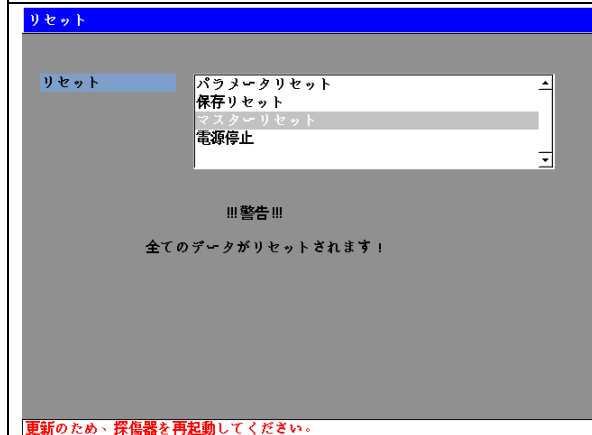 リセット
リセット
パラメータリセット
保存リセット
マスターリセット
電源停止
!!!警告!!!
全てのデータがリセットされます!
更新のため、探傷器を再起動してください。